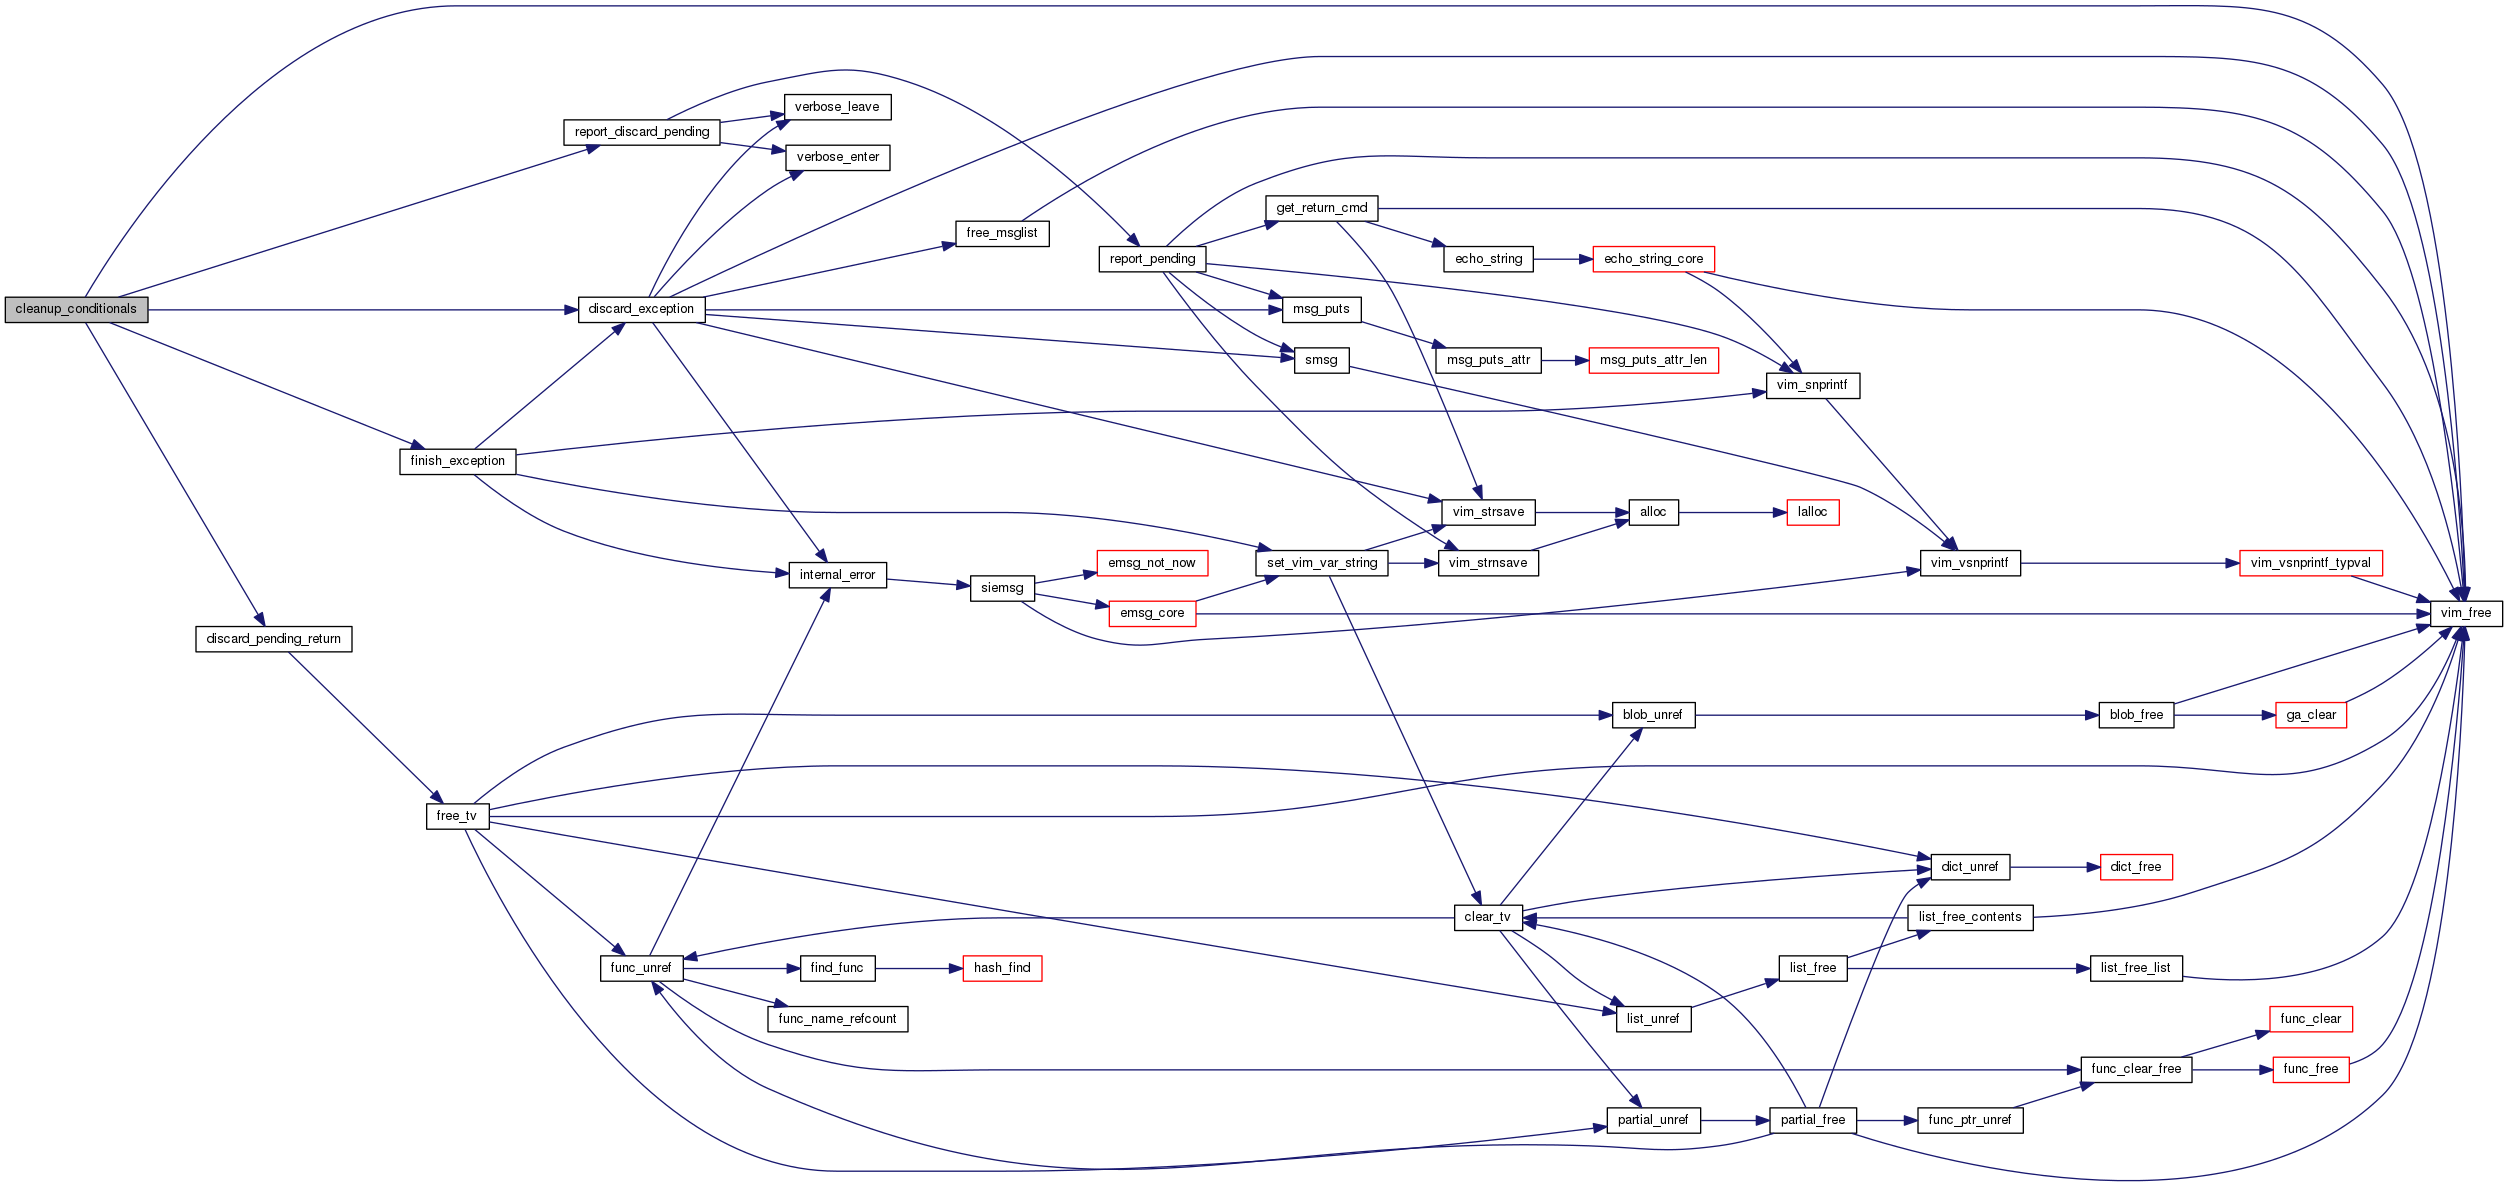 verbose_leave
report_discard_pending
verbose_enter
get_return_cmd
free_msglist
report_pending
echo_string
echo_string_core
cleanup_conditionals
discard_exception
msg_puts
smsg
msg_puts_attr
msg_puts_attr_len
vim_snprintf
finish_exception
vim_strsave
alloc
lalloc
set_vim_var_string
emsg_not_now
vim_strnsave
vim_vsnprintf
vim_vsnprintf_typval
internal_error
siemsg
emsg_core
vim_free
discard_pending_return
blob_unref
blob_free
ga_clear
free_tv
dict_unref
dict_free
clear_tv
list_free_contents
func_unref
find_func
hash_find
list_free
list_free_list
func_name_refcount
list_unref
func_clear
func_clear_free
func_free
partial_unref
partial_free
func_ptr_unref